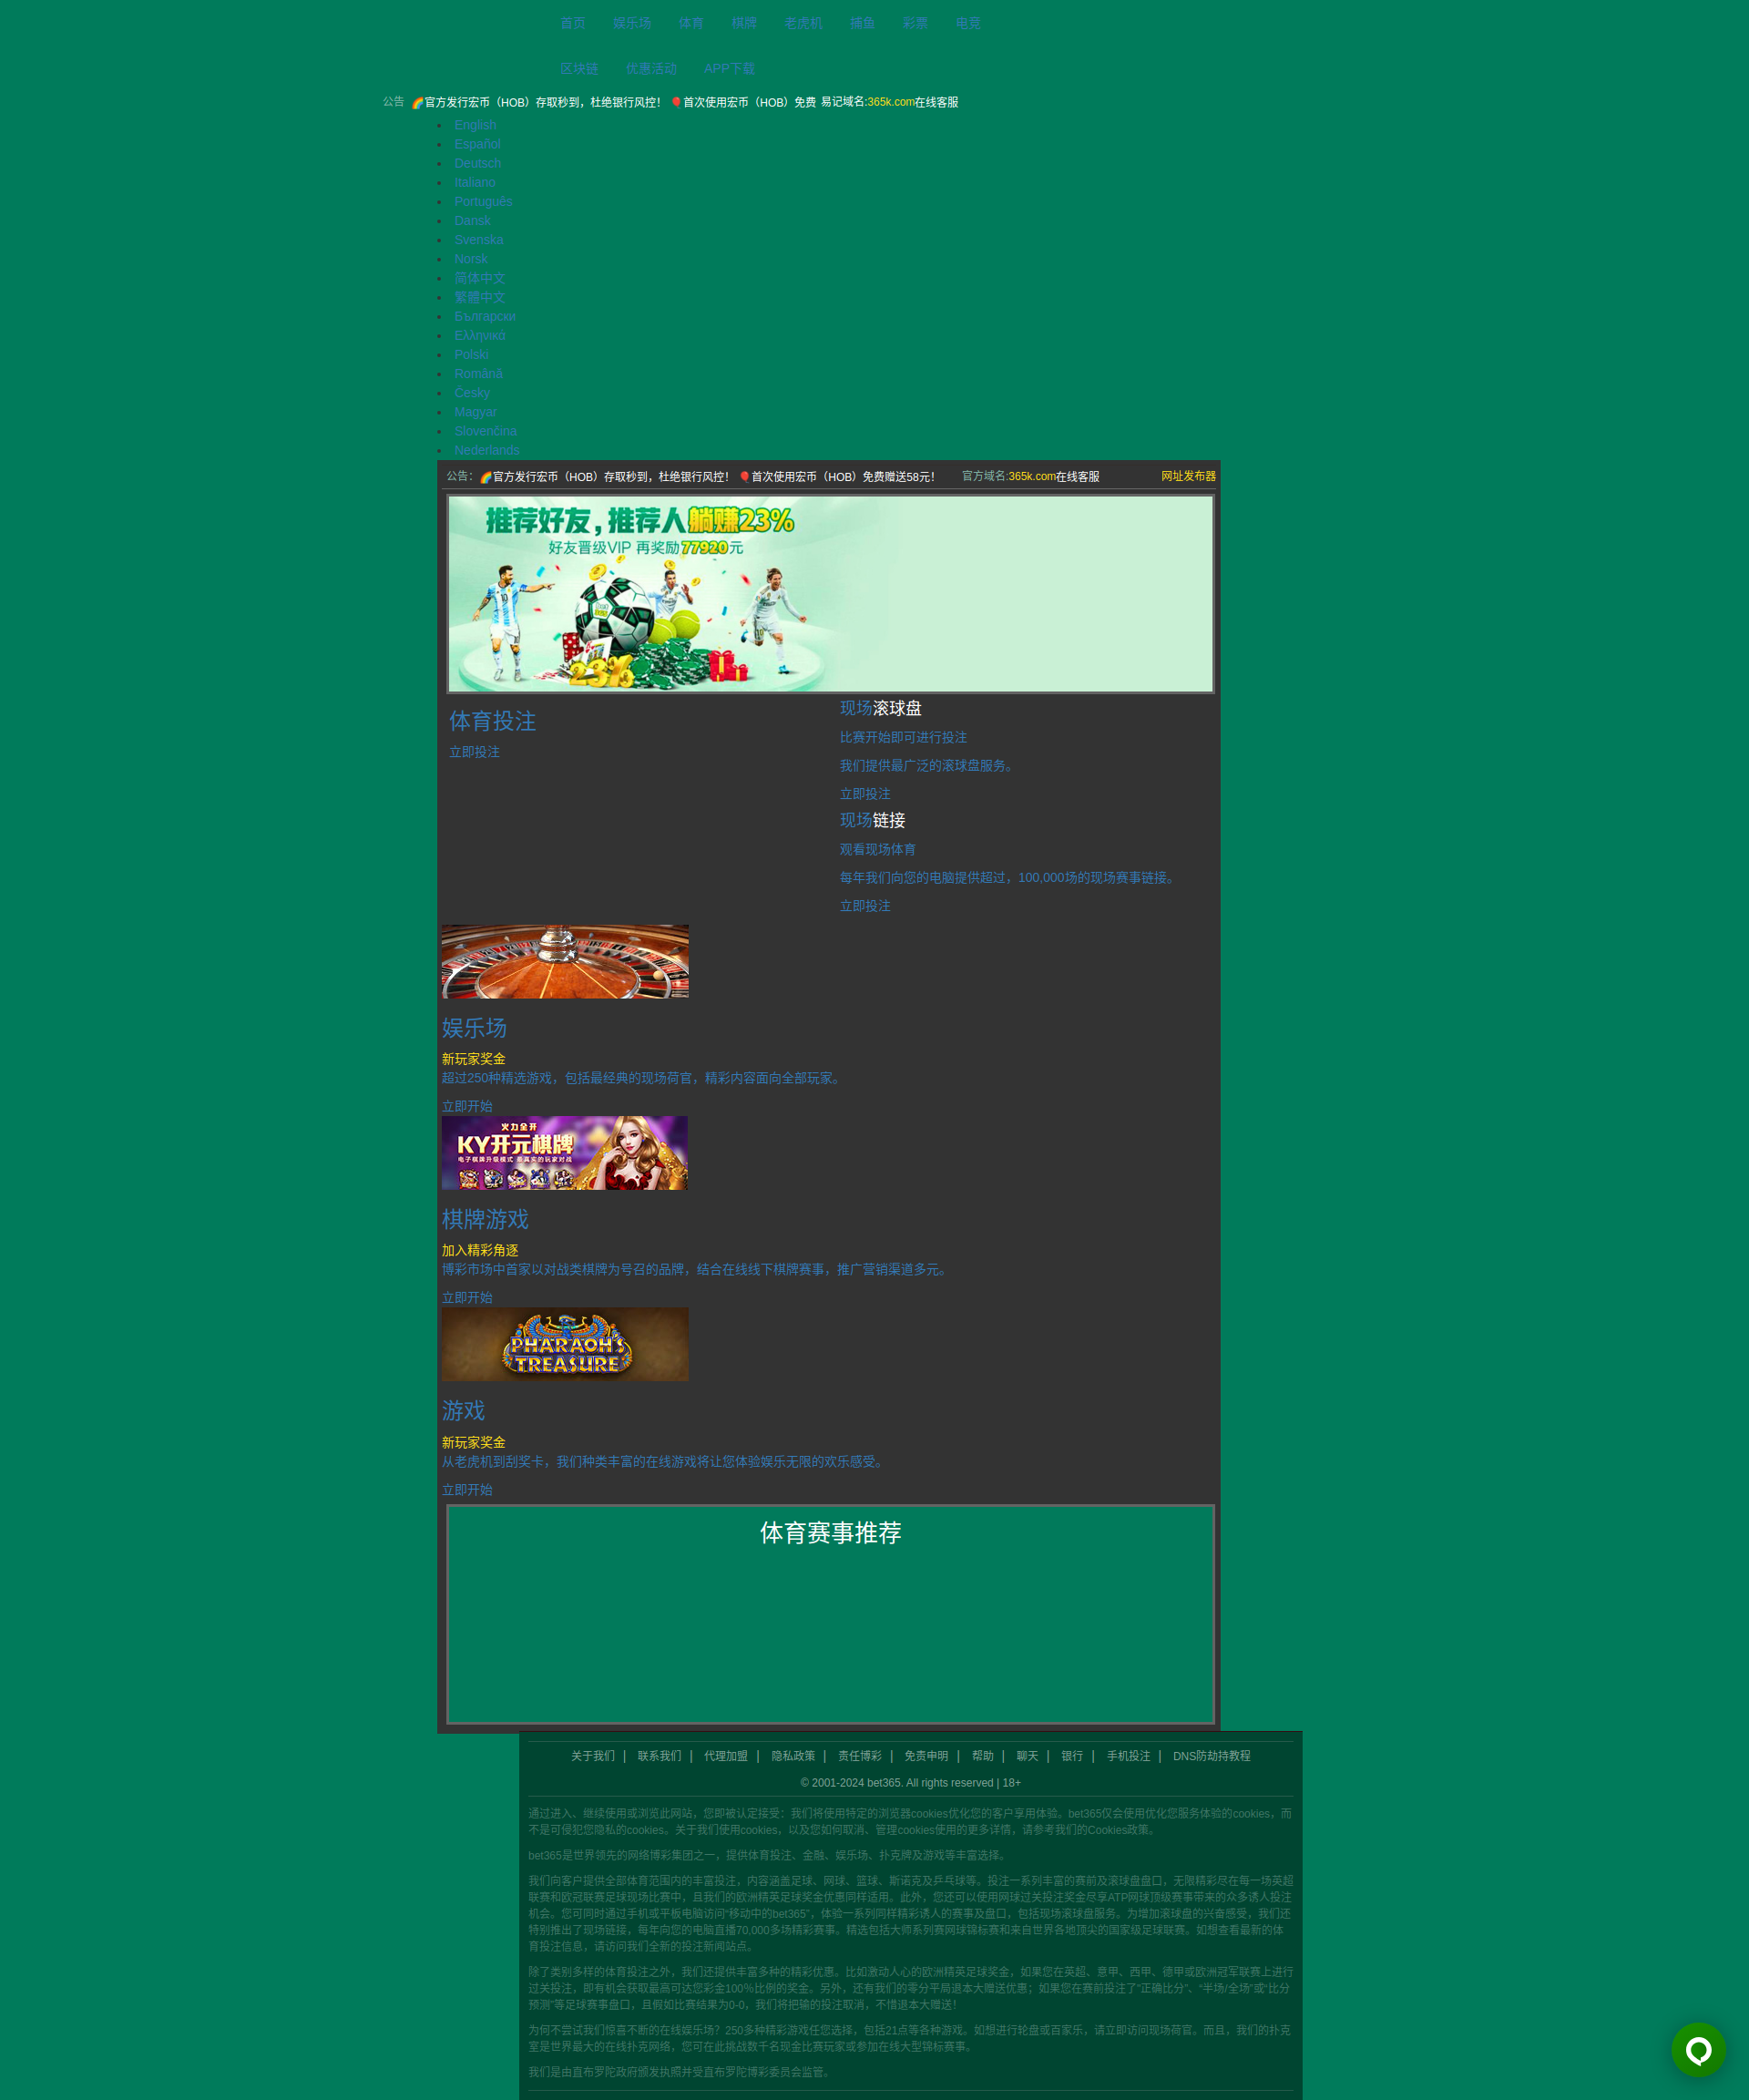 首页 娱乐场 体育 棋牌 老虎机 捕鱼 彩票 电竞
区块链 优惠活动 APP下载
公告 🌈官方发行宏币（HOB）存取秒到，杜绝银行风控！ 🎈首次使用宏币（HOB）免费 易记域名:365k.com在线客服
English
Español
Deutsch
Italiano
Português
Dansk
Svenska
Norsk
简体中文
繁體中文
Български
Ελληνικά
Polski
Română
Česky
Magyar
Slovenčina
Nederlands
公告： 🌈官方发行宏币（HOB）存取秒到，杜绝银行风控！ 🎈首次使用宏币（HOB）免费赠送58元！ 官方域名:365k.com在线客服 网址发布器
推荐好友，推荐人躺赚23%
好友晋级VIP 再奖励77920元
23%
体育投注
立即投注
现场滚球盘
比赛开始即可进行投注
我们提供最广泛的滚球盘服务。
立即投注
现场链接
观看现场体育
每年我们向您的电脑提供超过，100,000场的现场赛事链接。
立即投注
娱乐场
新玩家奖金
超过250种精选游戏，包括最经典的现场荷官，精彩内容面向全部玩家。
立即开始
火力全开
KY开元棋牌
电子棋牌升级模式 最真实的玩家对战
棋牌游戏
加入精彩角逐
博彩市场中首家以对战类棋牌为号召的品牌，结合在线线下棋牌赛事，推广营销渠道多元。
立即开始
PHARAOH'S
TREASURE
游戏
新玩家奖金
从老虎机到刮奖卡，我们种类丰富的在线游戏将让您体验娱乐无限的欢乐感受。
立即开始
体育赛事推荐
关于我们 | 联系我们 | 代理加盟 | 隐私政策 | 责任博彩 | 免责申明 | 帮助 | 聊天 | 银行 | 手机投注 | DNS防劫持教程
© 2001-2024 bet365. All rights reserved | 18+
通过进入、继续使用或浏览此网站，您即被认定接受：我们将使用特定的浏览器cookies优化您的客户享用体验。bet365仅会使用优化您服务体验的cookies，而
不是可侵犯您隐私的cookies。关于我们使用cookies，以及您如何取消、管理cookies使用的更多详情，请参考我们的Cookies政策。
bet365是世界领先的网络博彩集团之一，提供体育投注、金融、娱乐场、扑克牌及游戏等丰富选择。
我们向客户提供全部体育范围内的丰富投注，内容涵盖足球、网球、篮球、斯诺克及乒乓球等。投注一系列丰富的赛前及滚球盘盘口，无限精彩尽在每一场英超
联赛和欧冠联赛足球现场比赛中，且我们的欧洲精英足球奖金优惠同样适用。此外，您还可以使用网球过关投注奖金尽享ATP网球顶级赛事带来的众多诱人投注
机会。您可同时通过手机或平板电脑访问“移动中的bet365”，体验一系列同样精彩诱人的赛事及盘口，包括现场滚球盘服务。为增加滚球盘的兴奋感受，我们还
特别推出了现场链接，每年向您的电脑直播70,000多场精彩赛事。精选包括大师系列赛网球锦标赛和来自世界各地顶尖的国家级足球联赛。如想查看最新的体
育投注信息，请访问我们全新的投注新闻站点。
除了类别多样的体育投注之外，我们还提供丰富多种的精彩优惠。比如激动人心的欧洲精英足球奖金，如果您在英超、意甲、西甲、德甲或欧洲冠军联赛上进行
过关投注，即有机会获取最高可达您彩金100%比例的奖金。另外，还有我们的零分平局退本大赠送优惠；如果您在赛前投注了"正确比分"、“半场/全场”或“比分
预测”等足球赛事盘口，且假如比赛结果为0-0，我们将把输的投注取消，不惜退本大赠送！
为何不尝试我们惊喜不断的在线娱乐场？250多种精彩游戏任您选择，包括21点等各种游戏。如想进行轮盘或百家乐，请立即访问现场荷官。而且，我们的扑克
室是世界最大的在线扑克网络，您可在此挑战数千名现金比赛玩家或参加在线大型锦标赛事。
我们是由直布罗陀政府颁发执照并受直布罗陀博彩委员会监管。